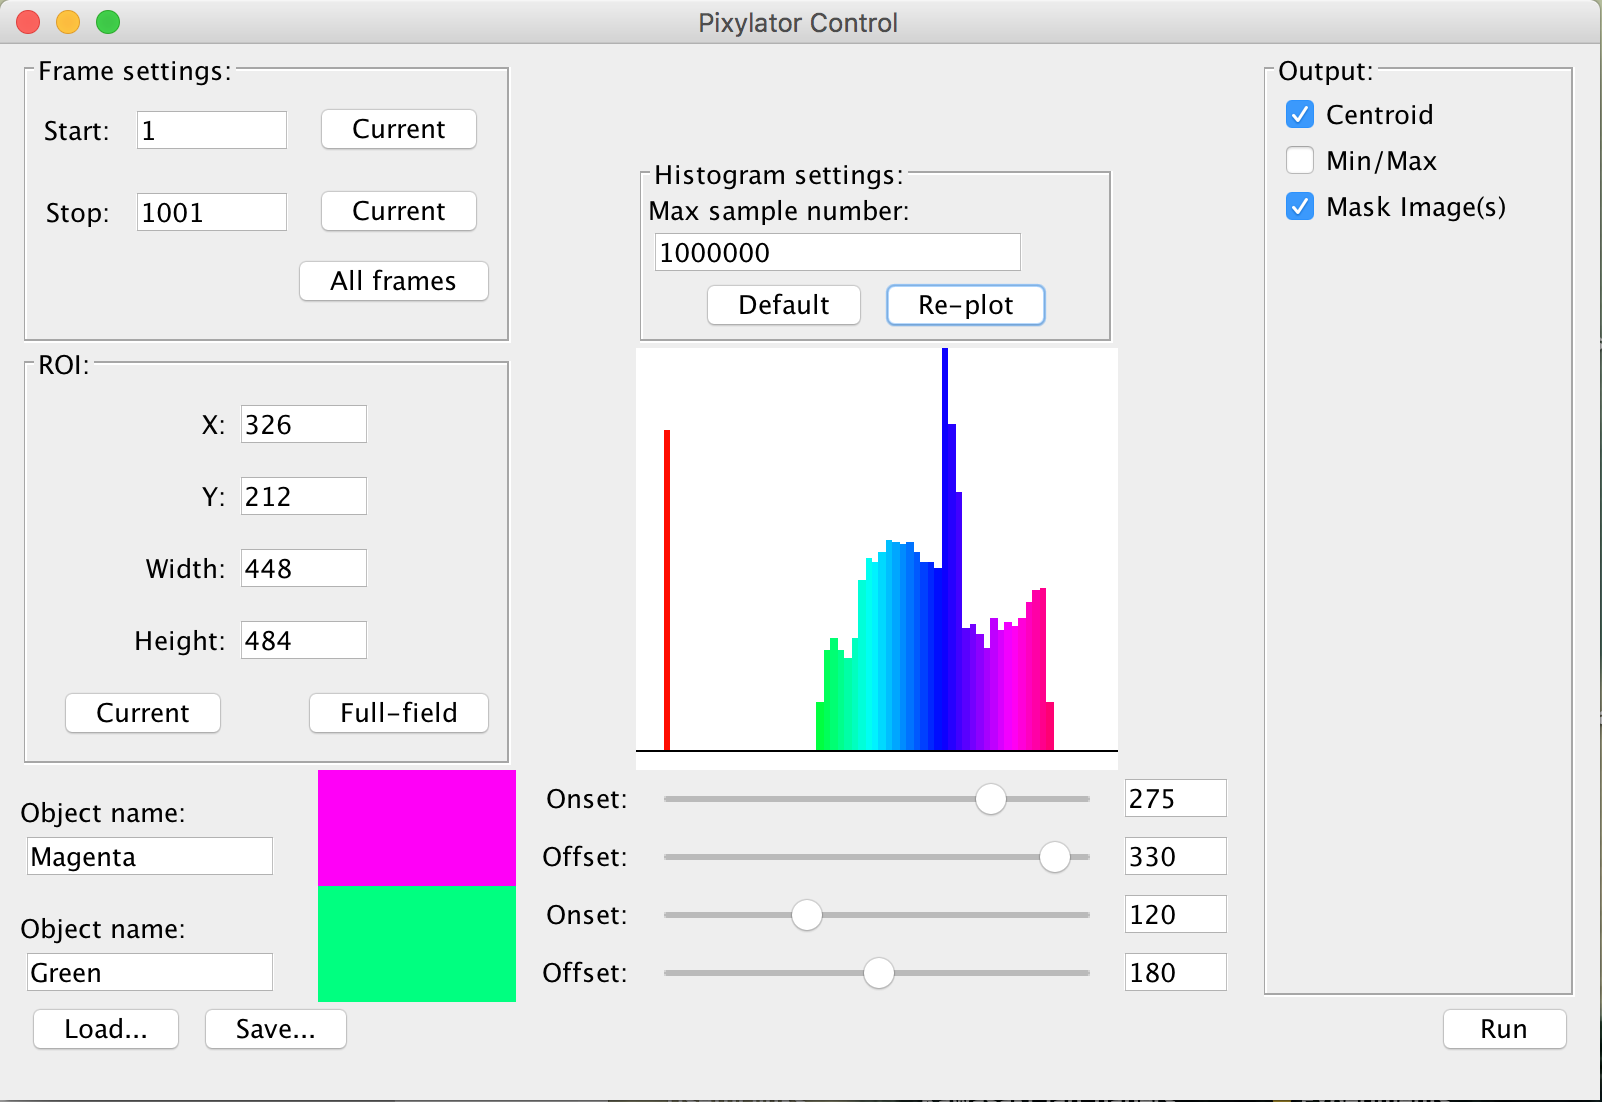 Pixylator Control
Frame settings:
Start: 1 Current
Stop: 1001 Current
All frames
ROI:
X: 326
Y: 212
Width: 448
Height: 484
Current Full-field
Histogram settings:
Max sample number:
1000000
Default Re-plot
Output:
Centroid
Min/Max
Mask Image(s)
Object name:
Magenta
Onset: 275
Offset: 330
Object name:
Green
Onset: 120
Offset: 180
Load... Save...
Run